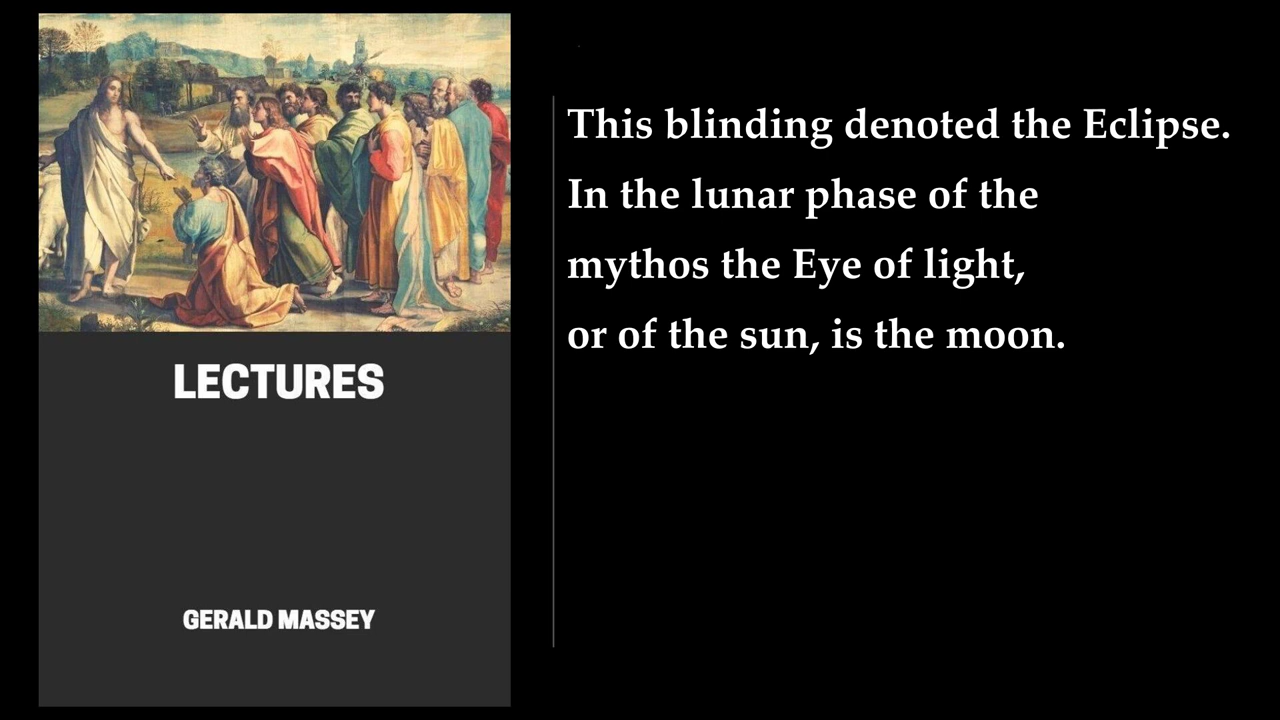 LECTURES
GERALD MASSEY
This blinding denoted the Eclipse.
In the lunar phase of the
mythos the Eye of light,
or of the sun, is the moon.